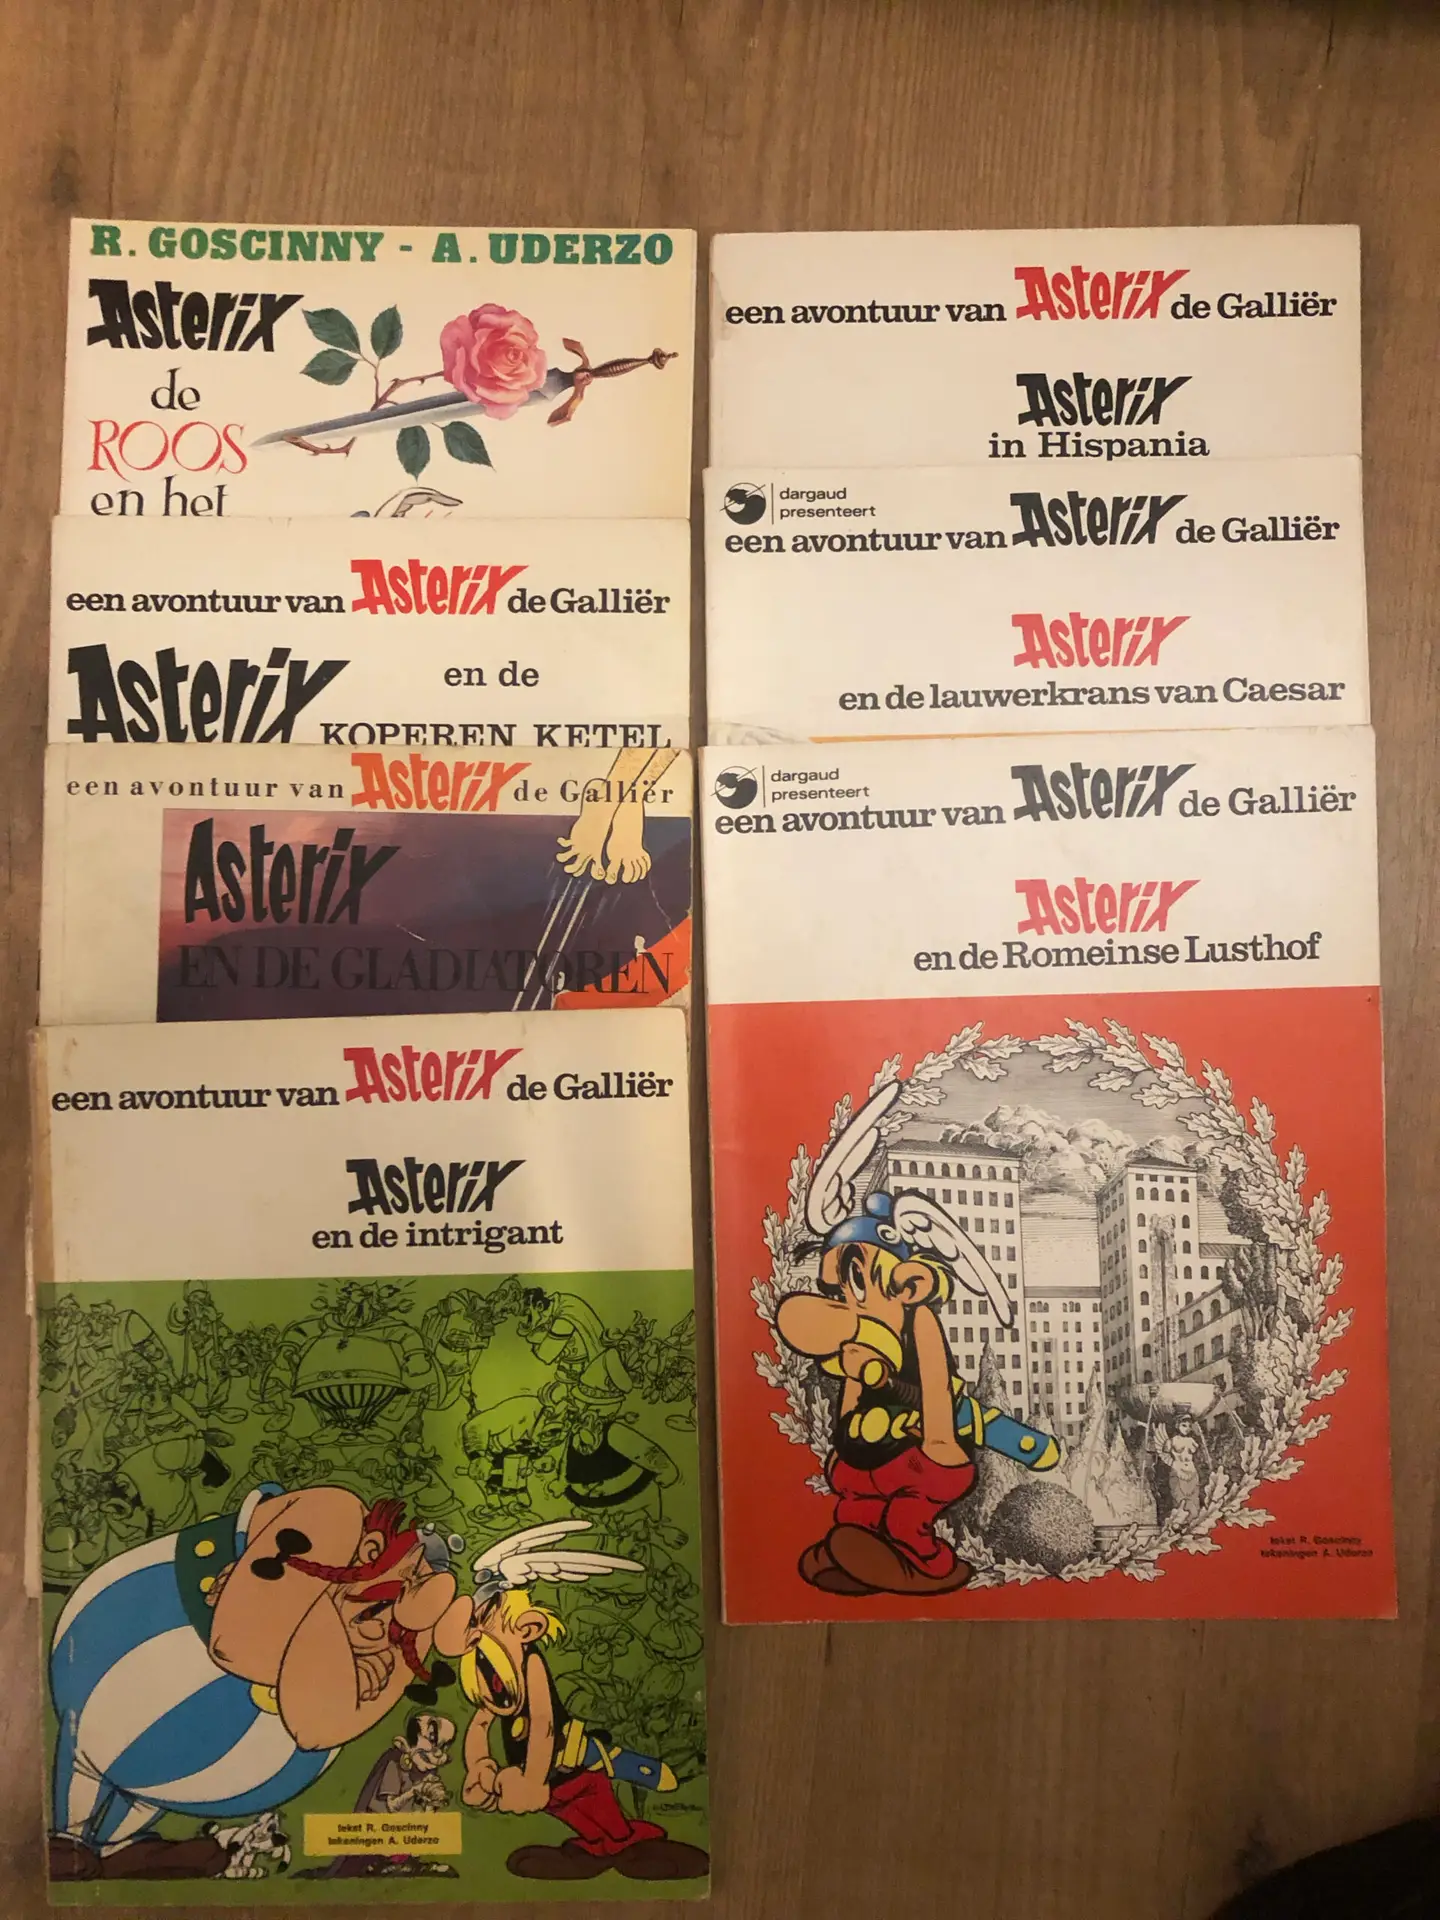 R. GOSCINNY - A. UDERZO
Asterix
de
ROOS
en het
een avontuur van Asterix de Galliër
Asterix en de
KOPEREN KETEL
een avontuur van Asterix de Galliër
Asterix
EN DE GLADIATOREN
een avontuur van Asterix de Galliër
Asterix
en de intrigant
tekst R. Goscinny
tekeningen A. Uderzo
een avontuur van Asterix de Galliër
Asterix
in Hispania
dargaud
presenteert
een avontuur van Asterix de Galliër
Asterix
en de lauwerkrans van Caesar
dargaud
presenteert
een avontuur van Asterix de Galliër
Asterix
en de Romeinse Lusthof
tekst R. Goscinny
tekeningen A. Uderzo